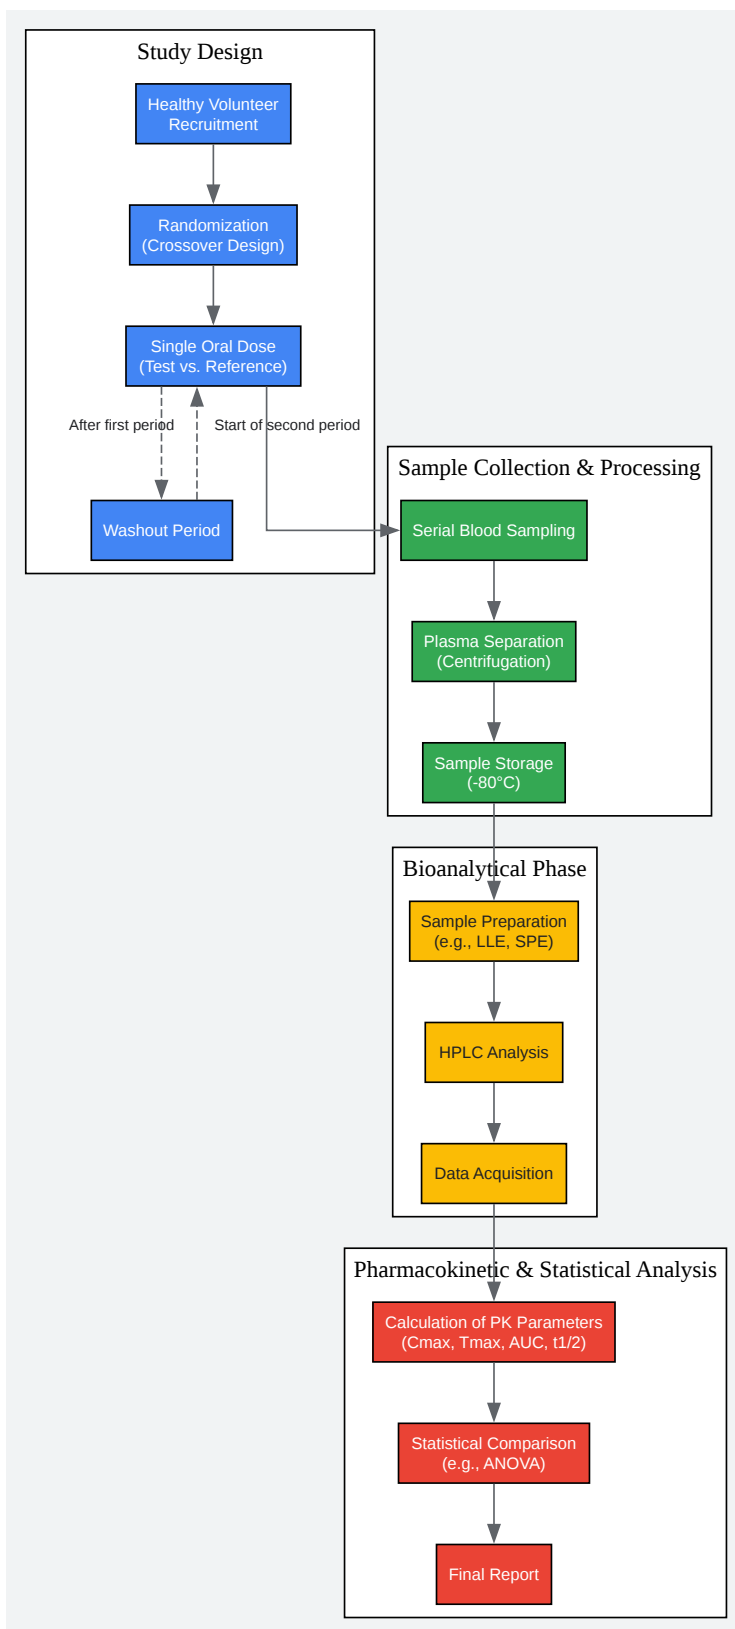 Study Design
Healthy Volunteer
Recruitment
Randomization
(Crossover Design)
Single Oral Dose
(Test vs. Reference)
After first period
Start of second period
Washout Period
Sample Collection & Processing
Serial Blood Sampling
Plasma Separation
(Centrifugation)
Sample Storage
(-80°C)
Bioanalytical Phase
Sample Preparation
(e.g., LLE, SPE)
HPLC Analysis
Data Acquisition
Pharmacokinetic & Statistical Analysis
Calculation of PK Parameters
(Cmax, Tmax, AUC, t1/2)
Statistical Comparison
(e.g., ANOVA)
Final Report